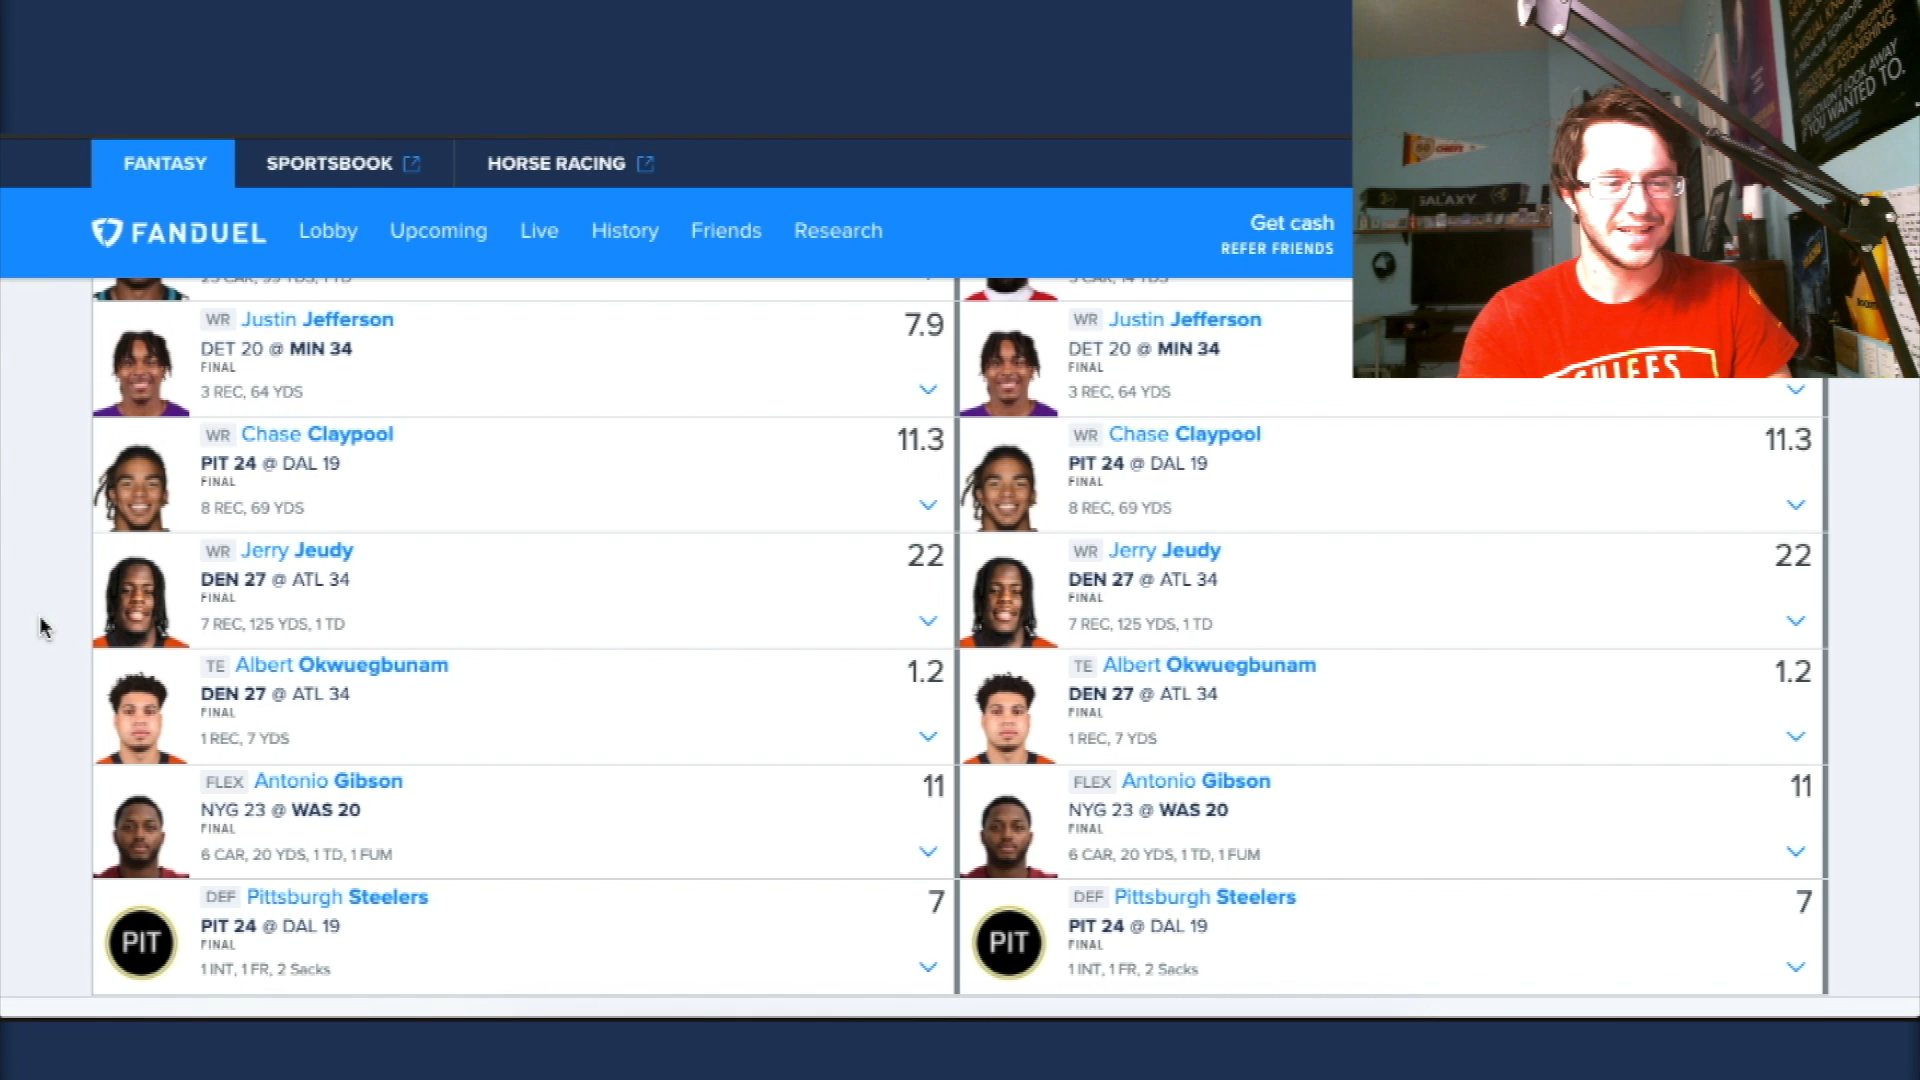 FANTASY
SPORTSBOOK
HORSE RACING
FANDUEL
Lobby
Upcoming
Live
History
Friends
Research
Get cash
REFER FRIENDS
WR Justin Jefferson
7.9
DET 20 @ MIN 34
FINAL
3 REC, 64 YDS
WR Chase Claypool
11.3
PIT 24 @ DAL 19
FINAL
8 REC, 69 YDS
WR Jerry Jeudy
22
DEN 27 @ ATL 34
FINAL
7 REC, 125 YDS, 1 TD
TE Albert Okwuegbunam
1.2
DEN 27 @ ATL 34
FINAL
1 REC, 7 YDS
FLEX Antonio Gibson
11
NYG 23 @ WAS 20
FINAL
6 CAR, 20 YDS, 1 TD, 1 FUM
PIT
DEF Pittsburgh Steelers
7
PIT 24 @ DAL 19
FINAL
1 INT, 1 FR, 2 Sacks
WR Justin Jefferson
DET 20 @ MIN 34
FINAL
3 REC, 64 YDS
WR Chase Claypool
11.3
PIT 24 @ DAL 19
FINAL
8 REC, 69 YDS
WR Jerry Jeudy
22
DEN 27 @ ATL 34
FINAL
7 REC, 125 YDS, 1 TD
TE Albert Okwuegbunam
1.2
DEN 27 @ ATL 34
FINAL
1 REC, 7 YDS
FLEX Antonio Gibson
11
NYG 23 @ WAS 20
FINAL
6 CAR, 20 YDS, 1 TD, 1 FUM
PIT
DEF Pittsburgh Steelers
7
PIT 24 @ DAL 19
FINAL
1 INT, 1 FR, 2 Sacks
CHIEFS
GALAXY
LOOK AWAY
IF YOU WANTED TO.
CHIEFS